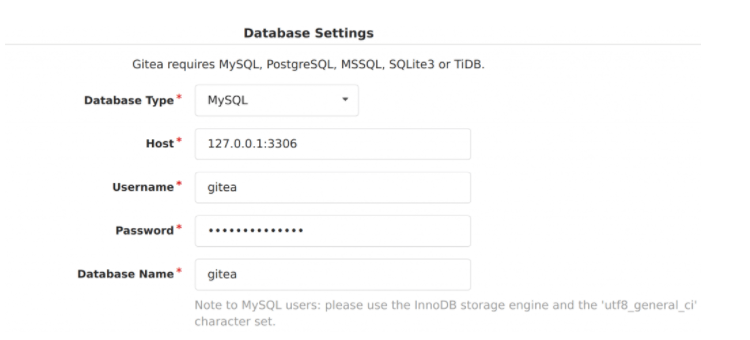 Database Settings
Gitea requires MySQL, PostgreSQL, MSSQL, SQLite3 or TiDB.
Database Type*
MySQL
Host*
127.0.0.1:3306
Username*
gitea
Password*
••••••••••••••
Database Name*
gitea
Note to MySQL users: please use the InnoDB storage engine and the 'utf8_general_ci'
character set.